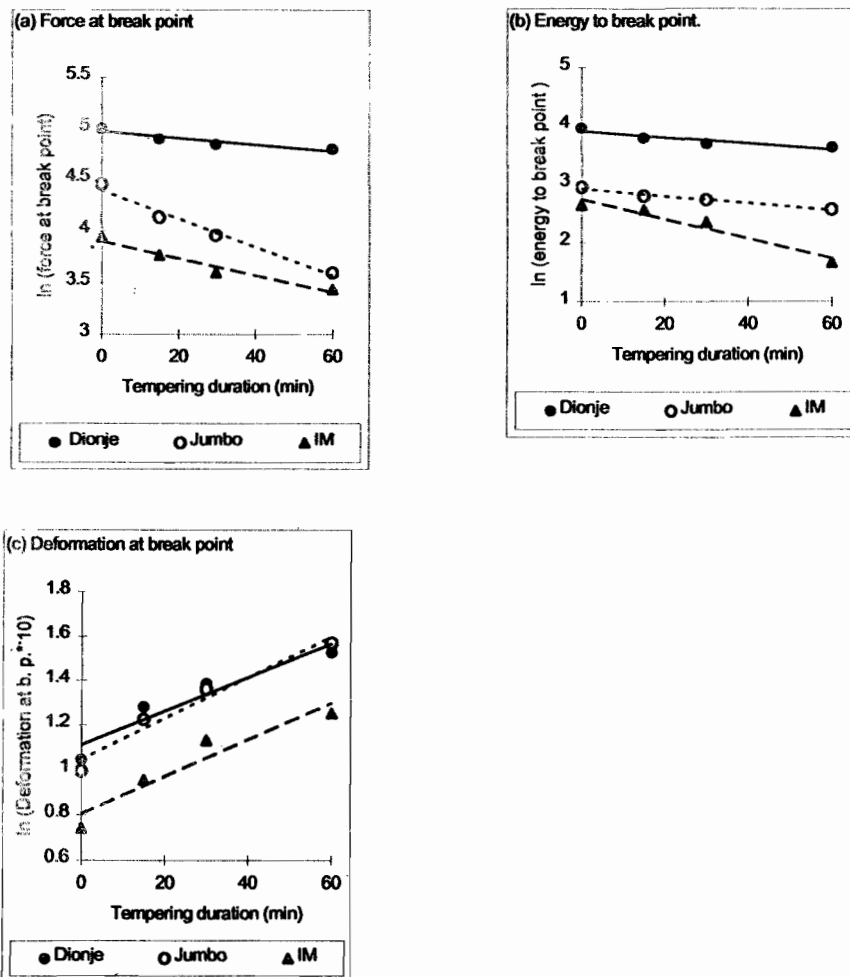 (a) Force at break point
ln (force at break point)
5.5
5
4.5
4
3.5
3
0 20 40 60
Tempering duration (min)
Dionje Jumbo IM
(b) Energy to break point.
ln (energy to break point )
5
4
3
2
1
0 20 40 60
Tempering duration (min)
Dionje Jumbo IM
(c) Deformation at break point
ln (Deformation at b. p.*10)
1.8
1.6
1.4
1.2
1
0.8
0.6
0 20 40 60
Tempering duration (min)
Dionje Jumbo IM